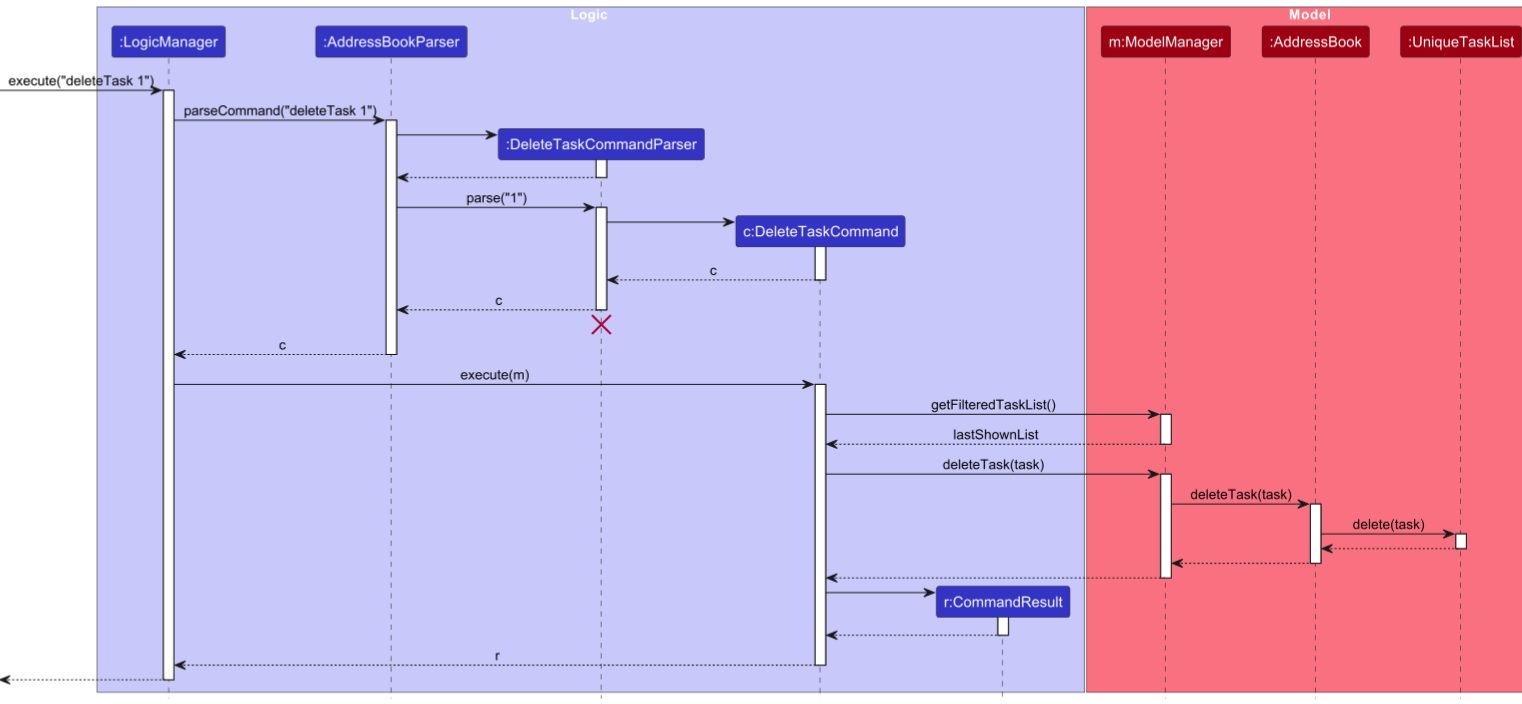 Logic
Model
:LogicManager
:AddressBookParser
m:ModelManager
:AddressBook
:UniqueTaskList
execute("deleteTask 1")
parseCommand("deleteTask 1")
:DeleteTaskCommandParser
parse("1")
c:DeleteTaskCommand
c
c
c
execute(m)
getFilteredTaskList()
lastShownList
deleteTask(task)
deleteTask(task)
delete(task)
r:CommandResult
r